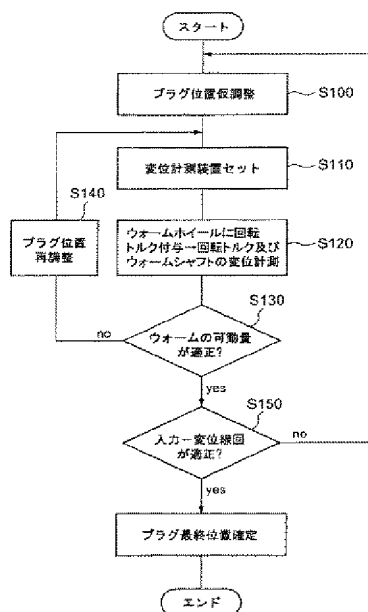 スタート
プラグ位置仮調整
S100
変位計測装置セット
S110
S140
プラグ位置
再調整
ウォームホイールに回転
トルク付与→回転トルク及び
ウォームシャフトの変位計測
S120
S130
ウォームの可動量
が適正?
no
yes
S150
入力ー変位線図
が適正?
no
yes
プラグ最終位置確定
エンド